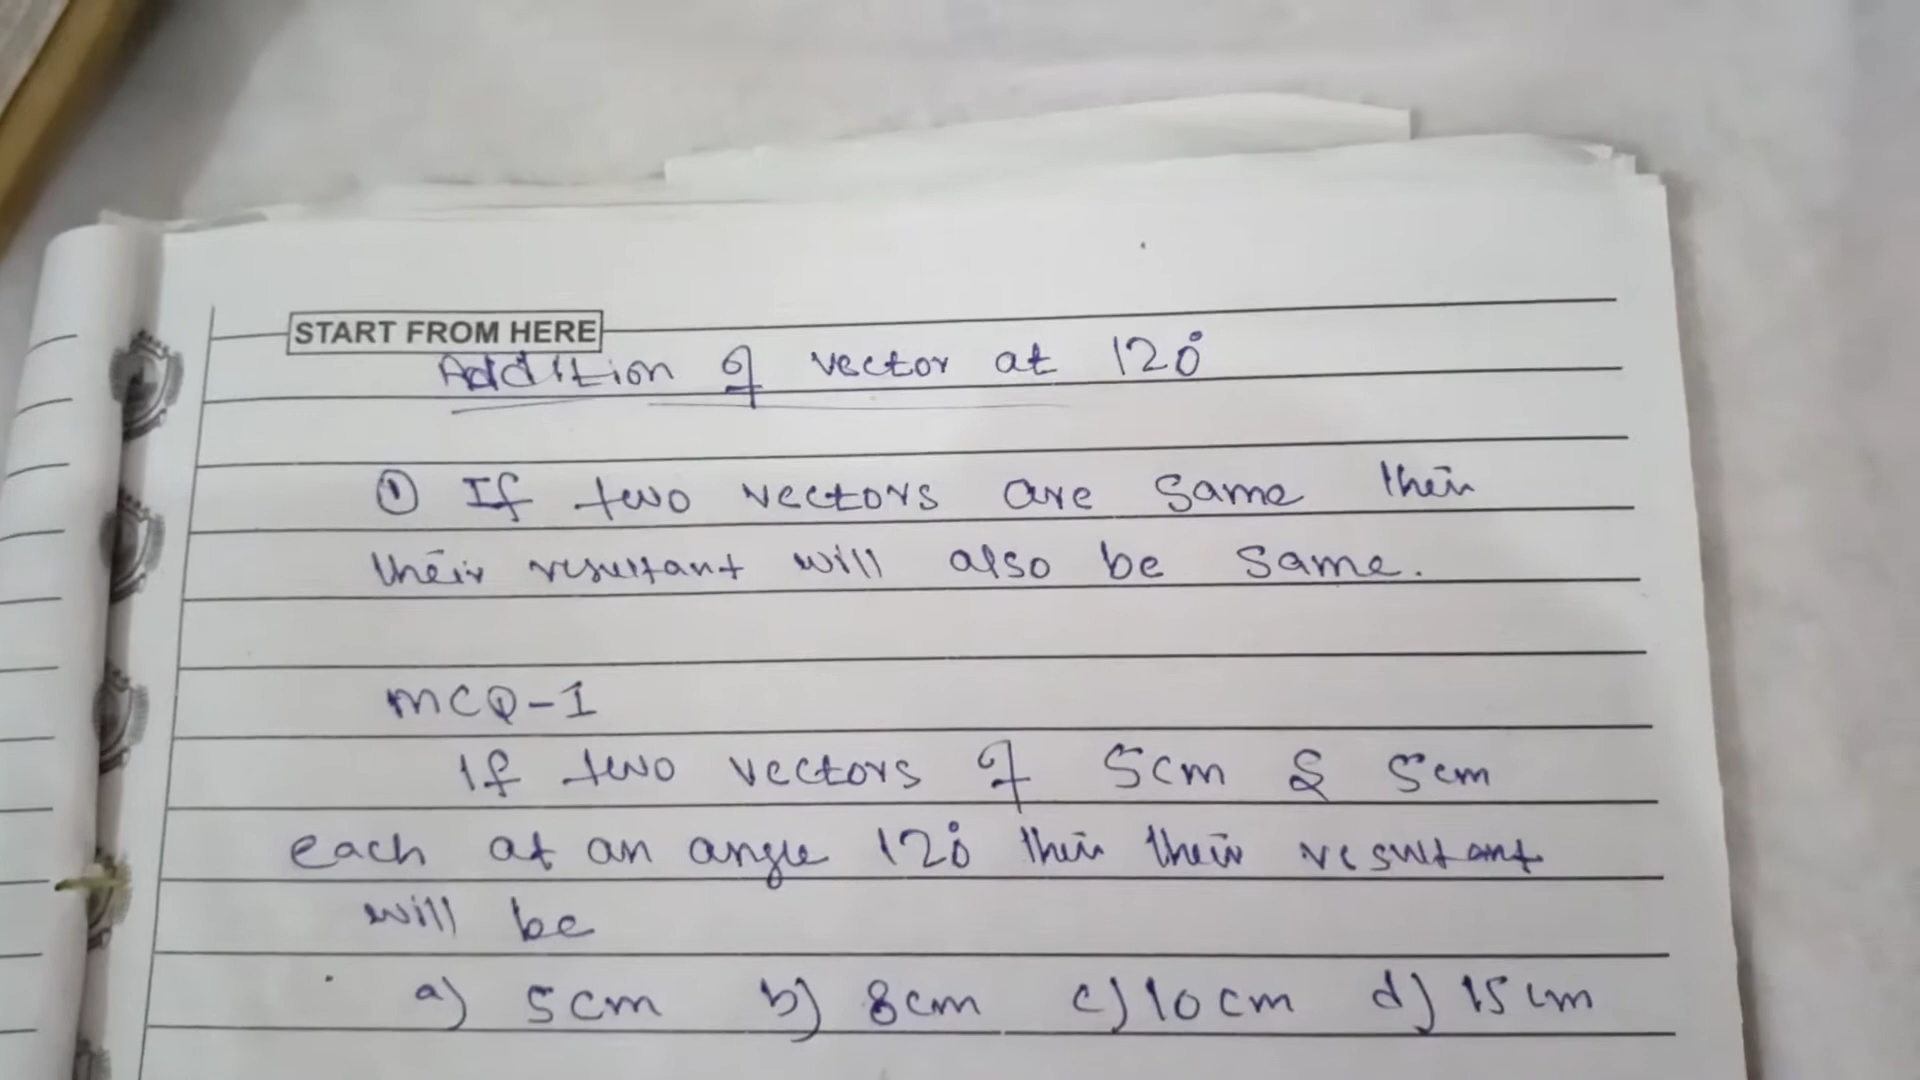 START FROM HERE
Addition of vector at 120°
① If two vectors are same then
their resultant will also be same.
MCQ-1
If two vectors of 5cm & 5cm
each at an angle 120° then their resultant
will be
a) 5cm b) 8cm c) 10cm d) 15cm